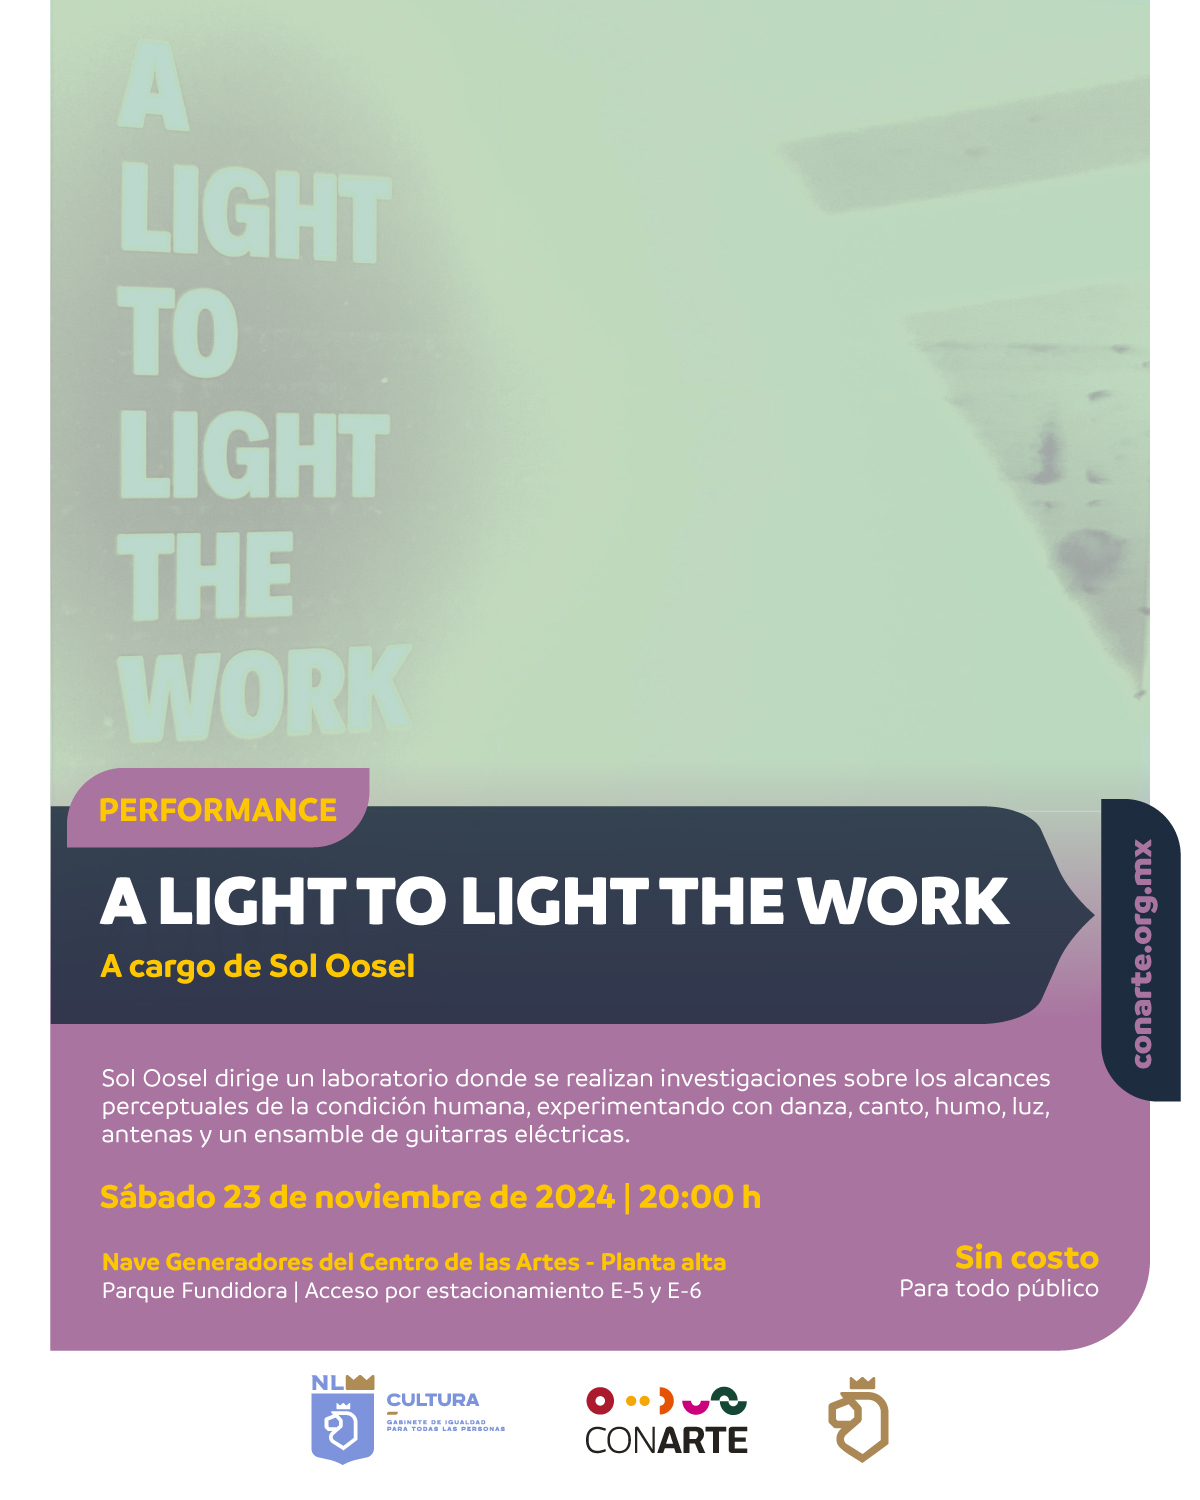 A
LIGHT
TO
LIGHT
THE
WORK
PERFORMANCE
A LIGHT TO LIGHT THE WORK
A cargo de Sol Oosel
conarte.org.mx
Sol Oosel dirige un laboratorio donde se realizan investigaciones sobre los alcances
perceptuales de la condición humana, experimentando con danza, canto, humo, luz,
antenas y un ensamble de guitarras eléctricas.
Sábado 23 de noviembre de 2024 | 20:00 h
Nave Generadores del Centro de las Artes - Planta alta
Parque Fundidora | Acceso por estacionamiento E-5 y E-6
Sin costo
Para todo público
NL
CULTURA
GABINETE DE IGUALDAD
PARA TODAS LAS PERSONAS
CONARTE